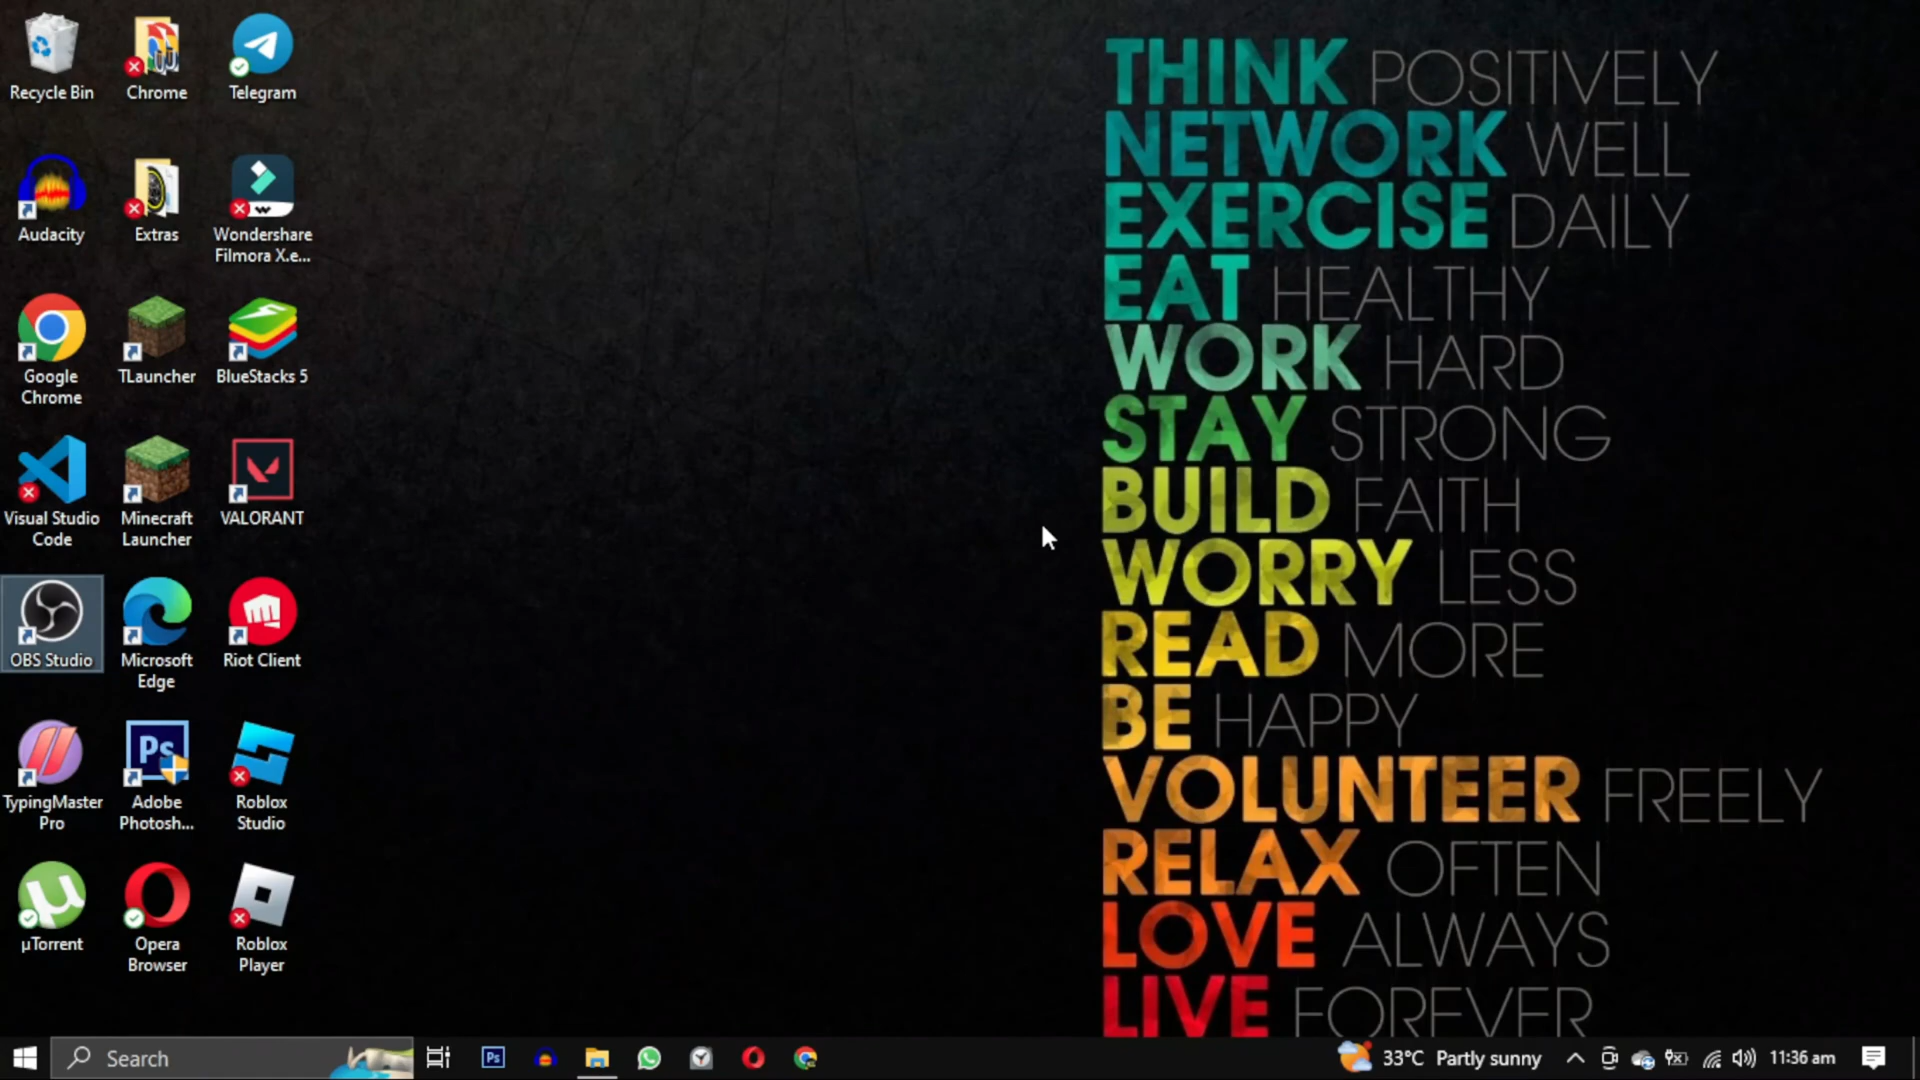 Recycle Bin
Chrome
Telegram
Audacity
Extras
Wondershare
Filmora X.e...
Google
Chrome
TLauncher
BlueStacks 5
Visual Studio
Code
Minecraft
Launcher
VALORANT
OBS Studio
Microsoft
Edge
Riot Client
TypingMaster
Pro
Ps
Adobe
Photosh...
Roblox
Studio
µ
µTorrent
Opera
Browser
Roblox
Player
THINK POSITIVELY
NETWORK WELL
EXERCISE DAILY
EAT HEALTHY
WORK HARD
STAY STRONG
BUILD FAITH
WORRY LESS
READ MORE
BE HAPPY
VOLUNTEER FREELY
RELAX OFTEN
LOVE ALWAYS
LIVE FOREVER
Search
Ps
33°C Partly sunny
11:36 am